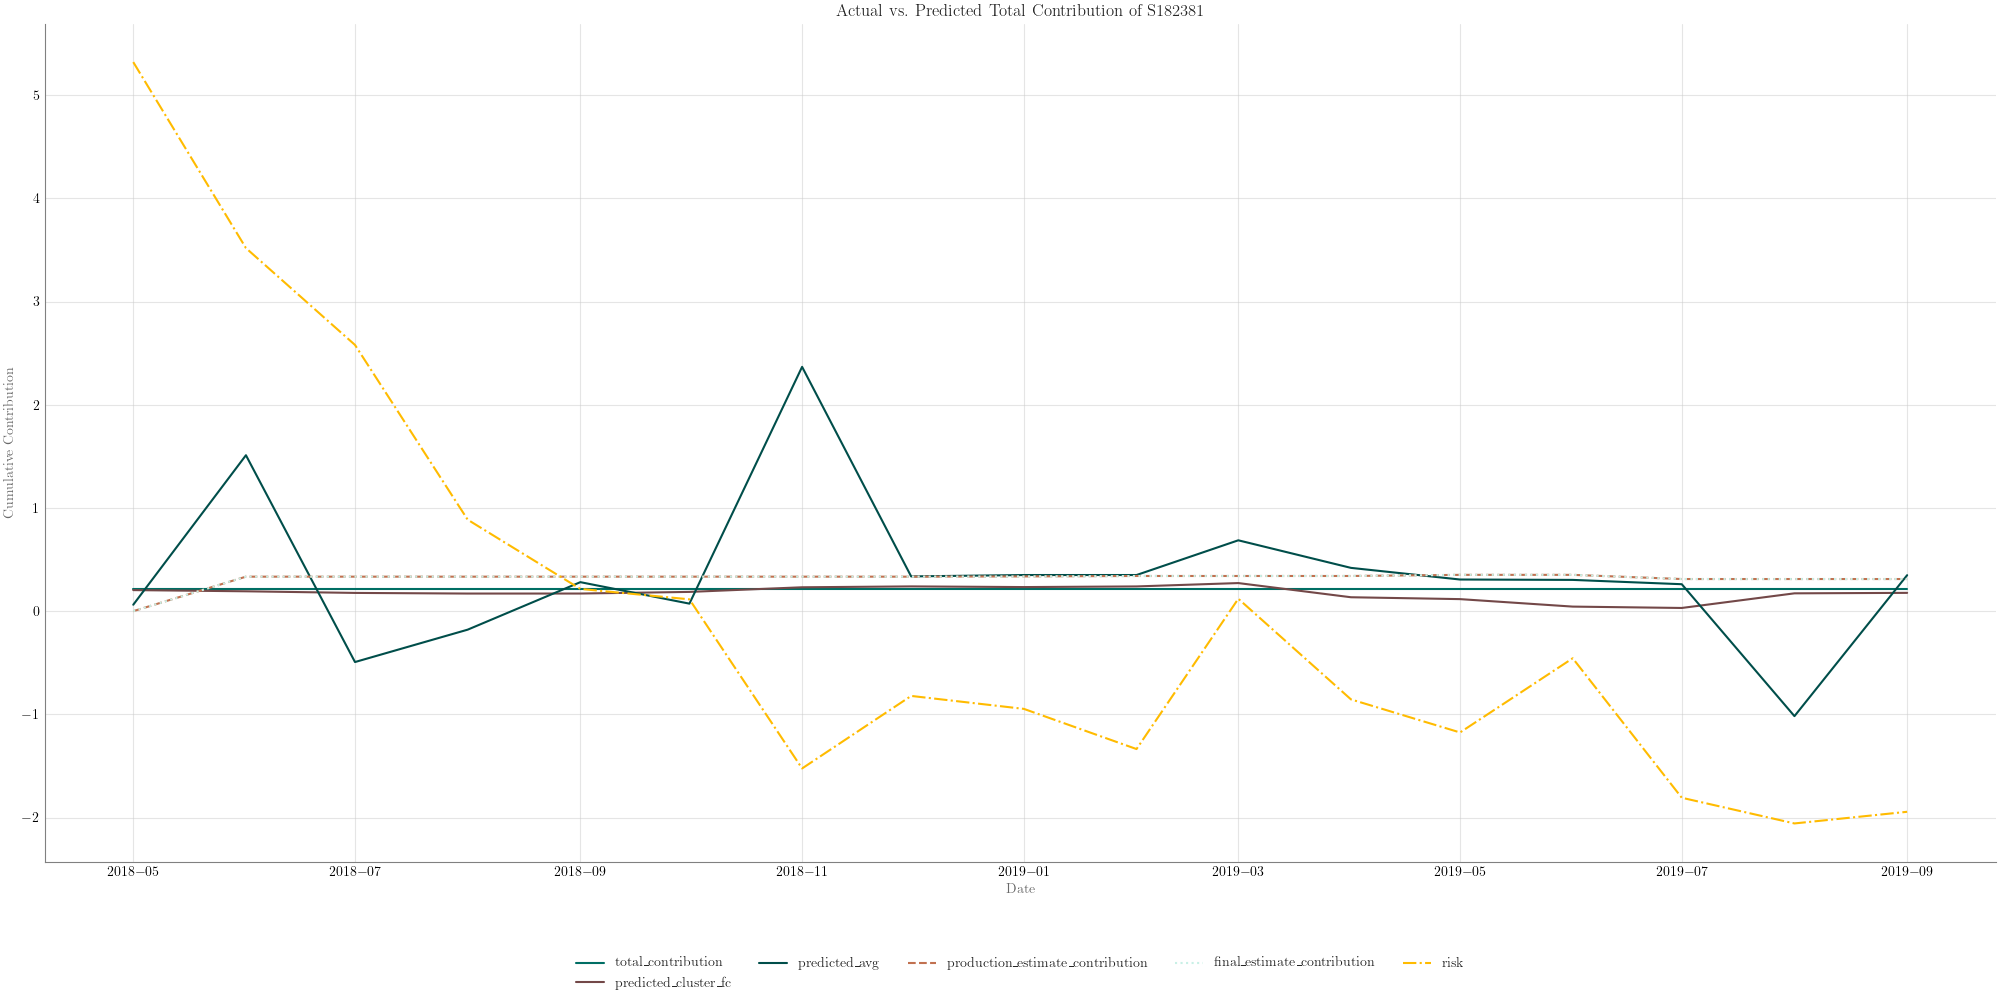 Actual vs. Predicted Total Contribution of S182381
Cumulative Contribution
5
4
3
2
1
0
−1
−2
2018−05 2018−07 2018−09 2018−11 2019−01 2019−03 2019−05 2019−07 2019−09
Date
total_contribution predicted_avg production_estimate_contribution final_estimate_contribution risk
predicted_cluster_fc